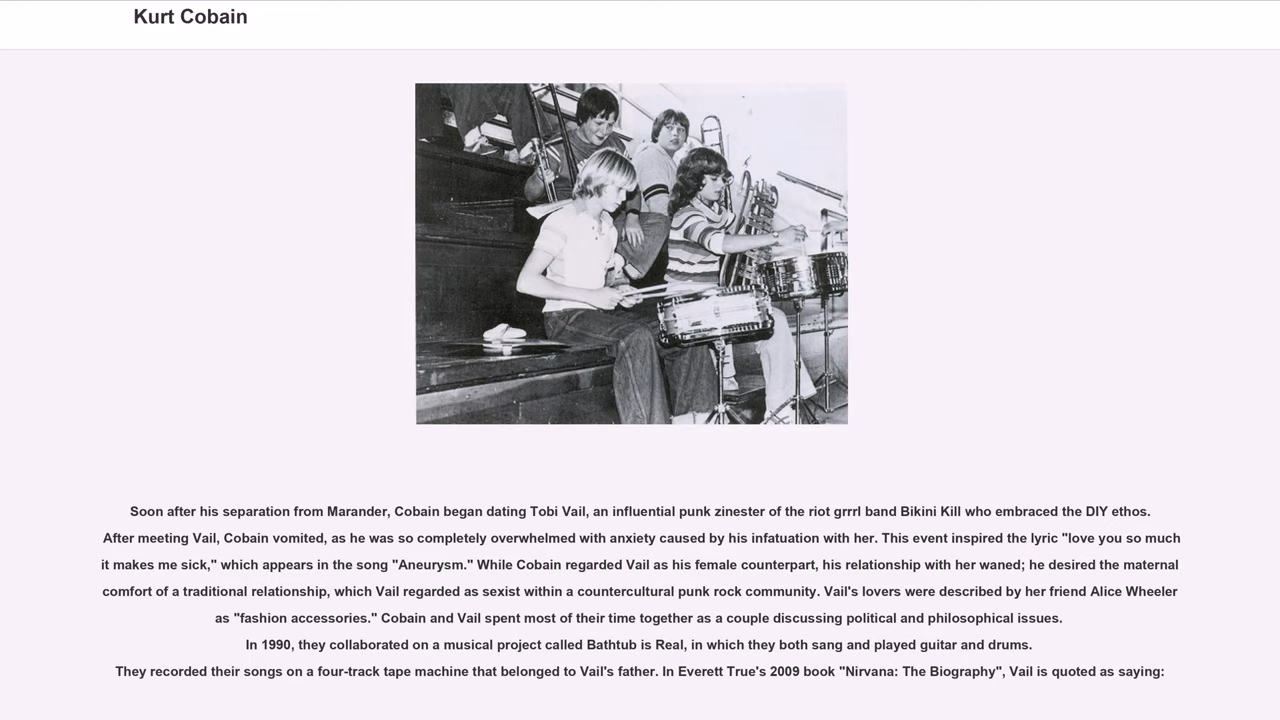 Kurt Cobain
Soon after his separation from Marander, Cobain began dating Tobi Vail, an influential punk zinester of the riot grrrl band Bikini Kill who embraced the DIY ethos.
After meeting Vail, Cobain vomited, as he was so completely overwhelmed with anxiety caused by his infatuation with her. This event inspired the lyric "love you so much
it makes me sick," which appears in the song "Aneurysm." While Cobain regarded Vail as his female counterpart, his relationship with her waned; he desired the maternal
comfort of a traditional relationship, which Vail regarded as sexist within a countercultural punk rock community. Vail's lovers were described by her friend Alice Wheeler
as "fashion accessories." Cobain and Vail spent most of their time together as a couple discussing political and philosophical issues.
In 1990, they collaborated on a musical project called Bathtub is Real, in which they both sang and played guitar and drums.
They recorded their songs on a four-track tape machine that belonged to Vail's father. In Everett True's 2009 book "Nirvana: The Biography", Vail is quoted as saying: